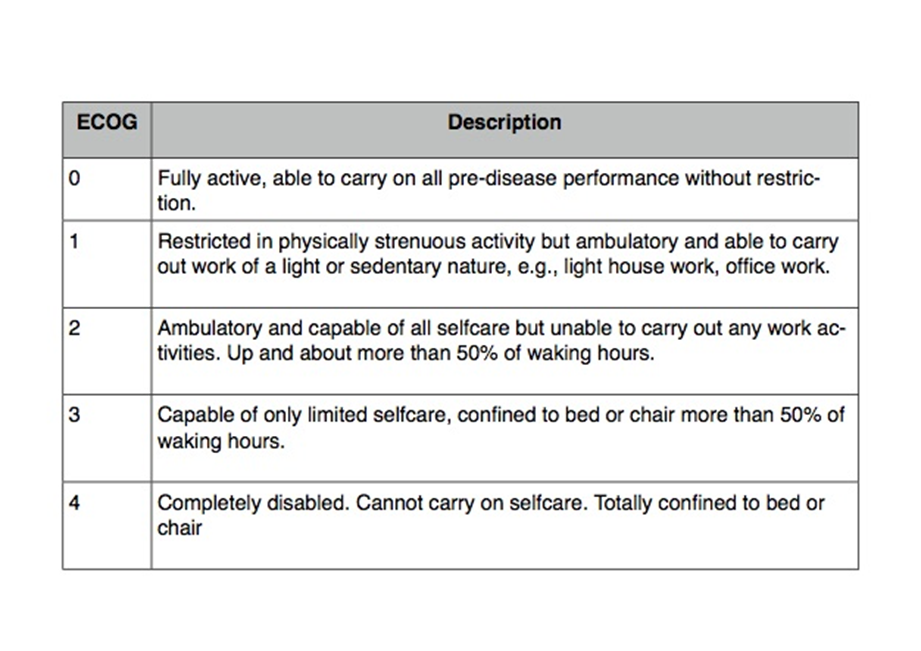 ECOG Description
0 Fully active, able to carry on all pre-disease performance without restric-
tion.
1 Restricted in physically strenuous activity but ambulatory and able to carry
out work of a light or sedentary nature, e.g., light house work, office work.
2 Ambulatory and capable of all selfcare but unable to carry out any work ac-
tivities. Up and about more than 50% of waking hours.
3 Capable of only limited selfcare, confined to bed or chair more than 50% of
waking hours.
4 Completely disabled. Cannot carry on selfcare. Totally confined to bed or
chair